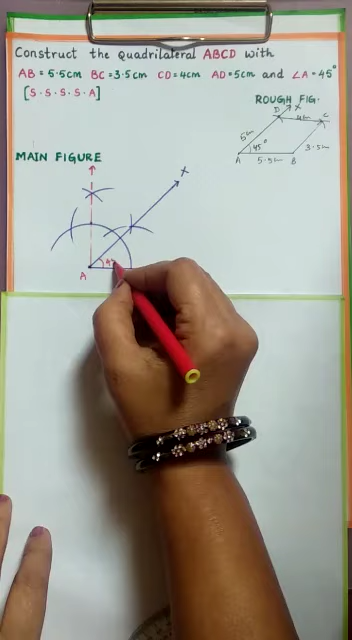 Construct the quadrilateral ABCD with
AB = 5.5cm BC = 3.5cm CD = 4cm AD = 5cm and ∠A = 45°
[S.S.S.S.A]
ROUGH FIG.
D X
4cm C
5cm
45°
3.5cm
A B
5.5cm
MAIN FIGURE
X
A